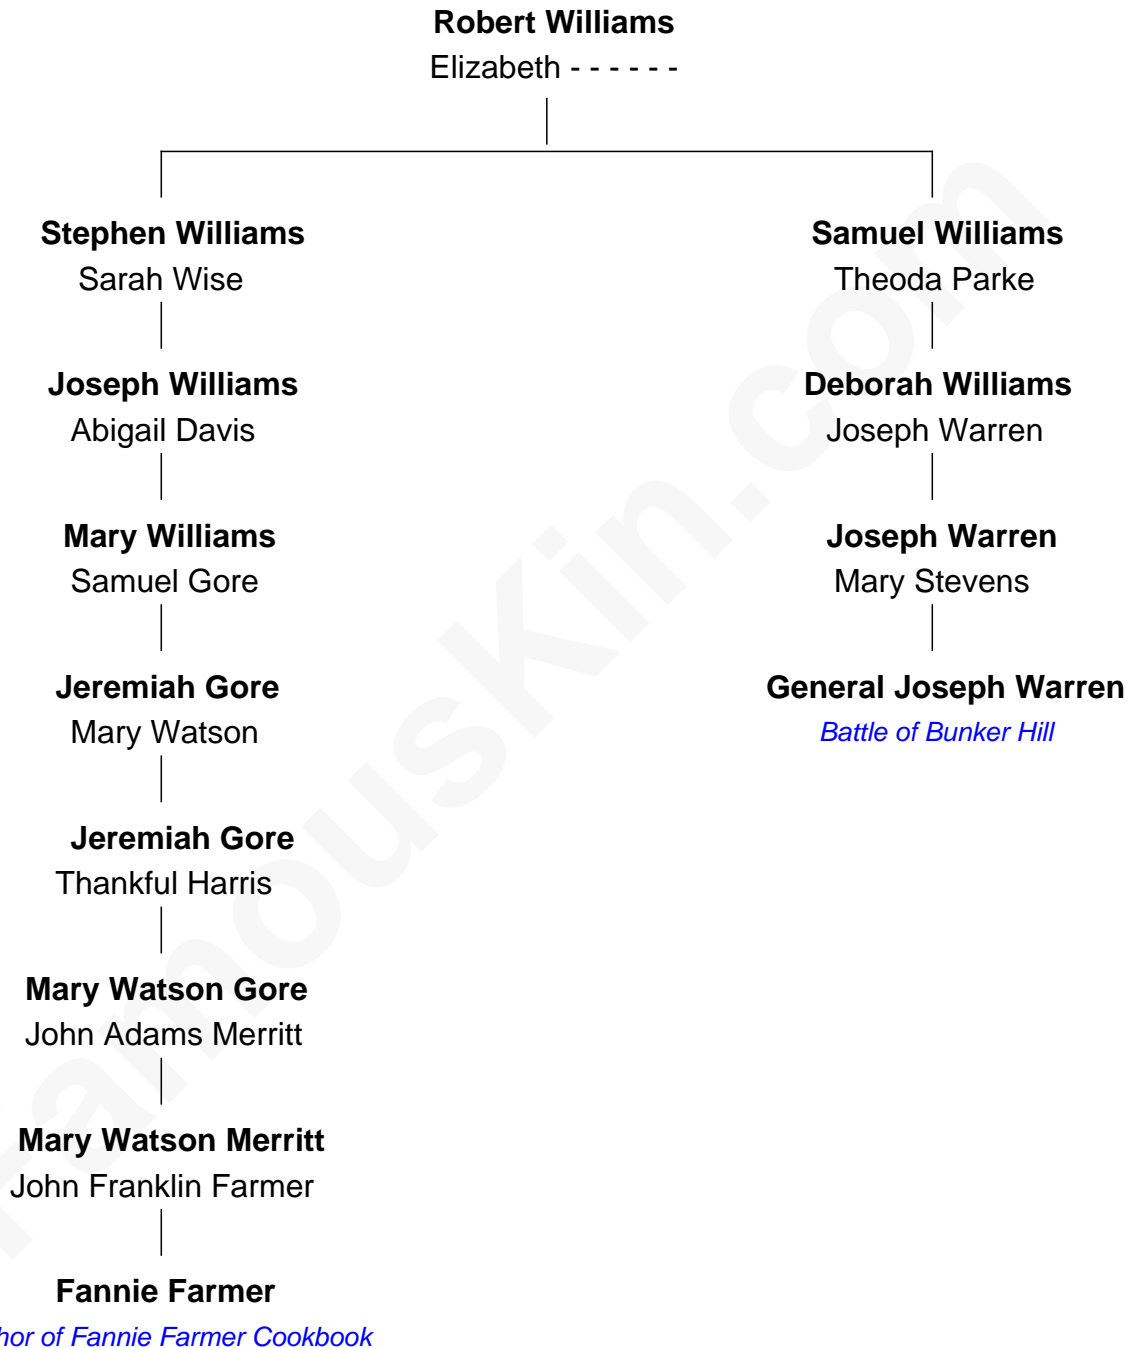 Robert Williams
Elizabeth - - - - - -
Stephen Williams
Sarah Wise
Joseph Williams
Abigail Davis
Mary Williams
Samuel Gore
Jeremiah Gore
Mary Watson
Jeremiah Gore
Thankful Harris
Mary Watson Gore
John Adams Merritt
Mary Watson Merritt
John Franklin Farmer
Fannie Farmer
hor of Fannie Farmer Cookbook
Samuel Williams
Theoda Parke
Deborah Williams
Joseph Warren
Joseph Warren
Mary Stevens
General Joseph Warren
Battle of Bunker Hill
FamousKin.com